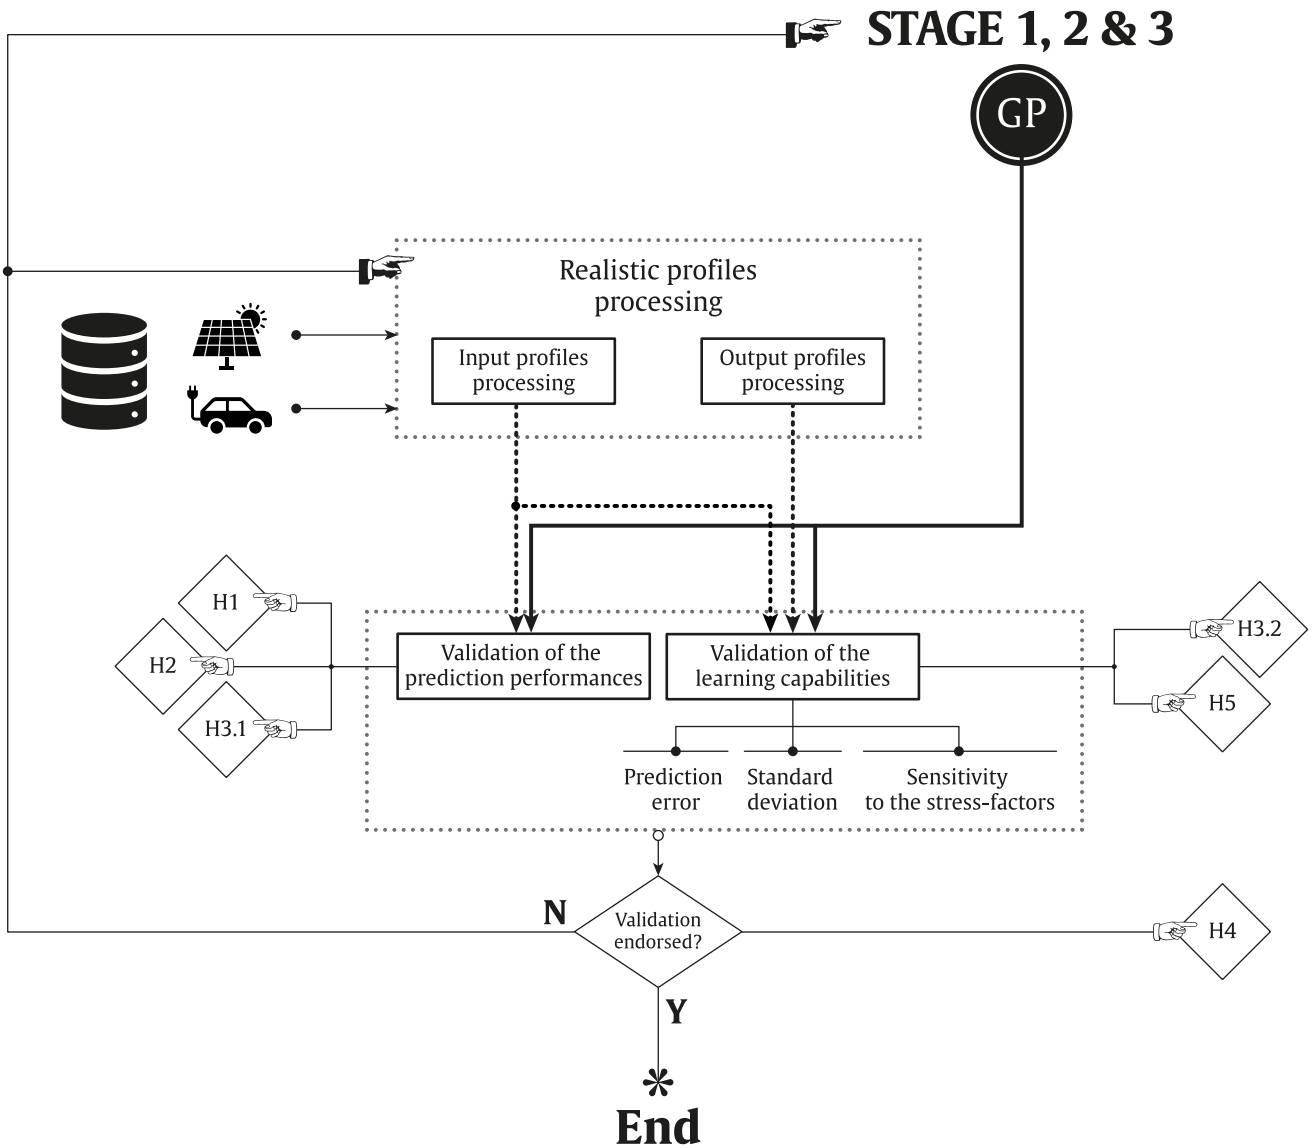 STAGE 1, 2 & 3
GP
Realistic profiles
processing
Input profiles
processing
Output profiles
processing
H1
H2
H3.1
Validation of the
prediction performances
Validation of the
learning capabilities
H3.2
H5
Prediction
error
Standard
deviation
Sensitivity
to the stress-factors
N
Validation
endorsed?
H4
Y
*
End